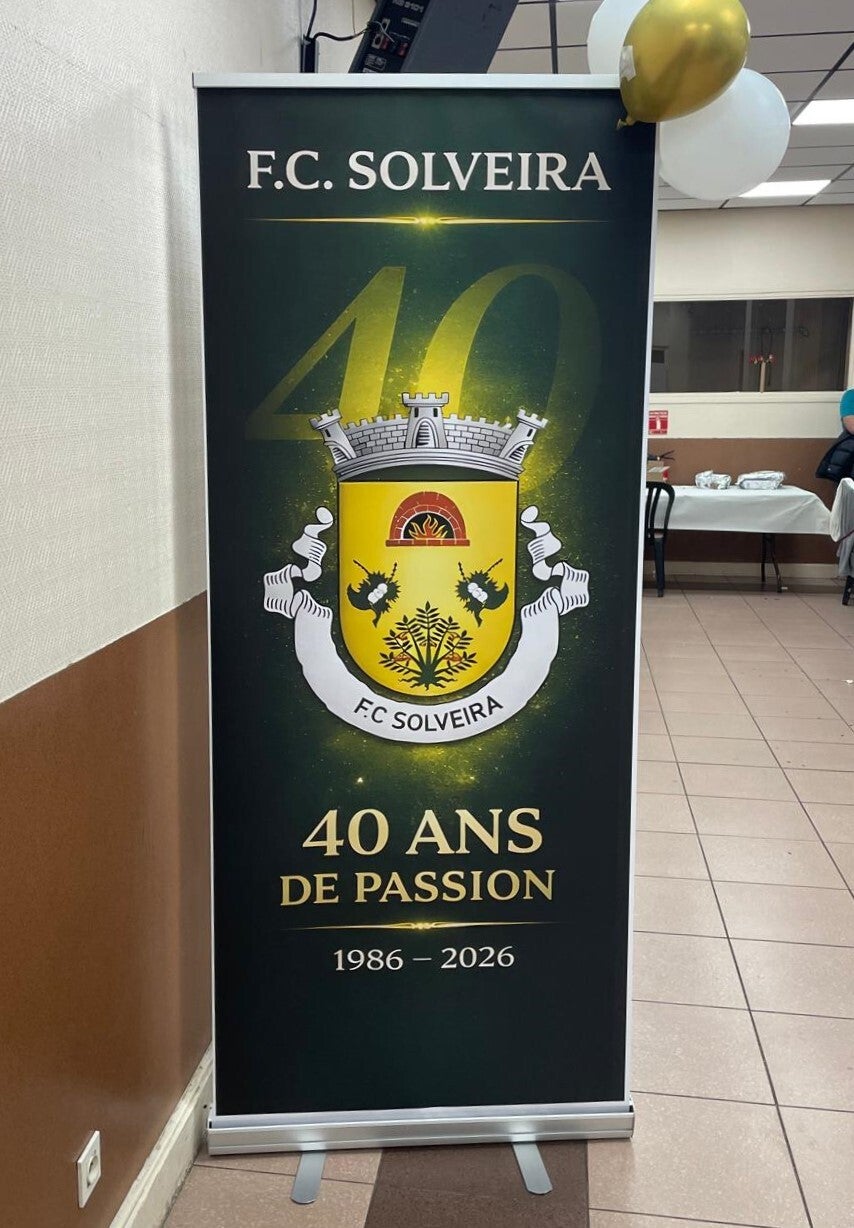 F.C. SOLVEIRA
40
F.C SOLVEIRA
40 ANS
DE PASSION
1986 – 2026